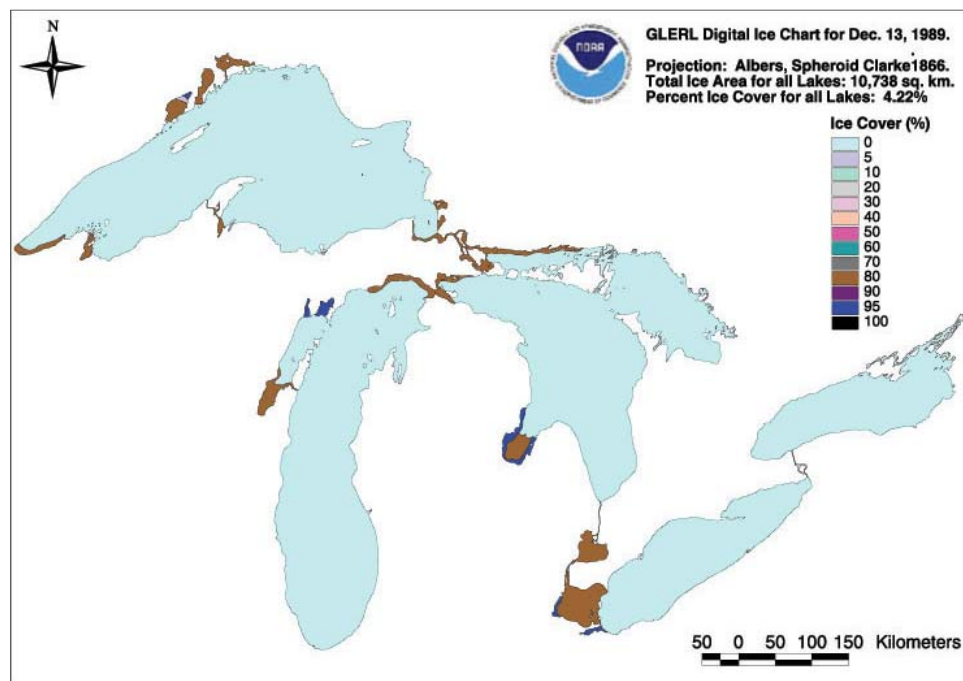 N
NOAA
GLERL Digital Ice Chart for Dec. 13, 1989.
Projection: Albers, Spheroid Clarke1866.
Total Ice Area for all Lakes: 10,738 sq. km.
Percent Ice Cover for all Lakes: 4.22%
Ice Cover (%)
0
5
10
20
30
40
50
60
70
80
90
95
100
50 0 50 100 150 Kilometers